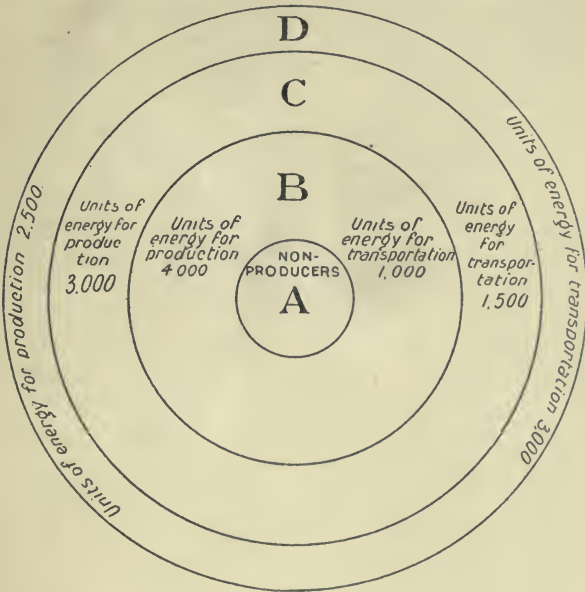 D
C
B
Units of
energy for
produc
tion
3.000
Units of
energy for
production
4000
NON-
PRODUCERS
A
Units of
energy for
transportation
1,000
Units of
energy
for
transpor-
tation
1,500
Units of energy for production 2.500.
Units of energy for transportation 3,000